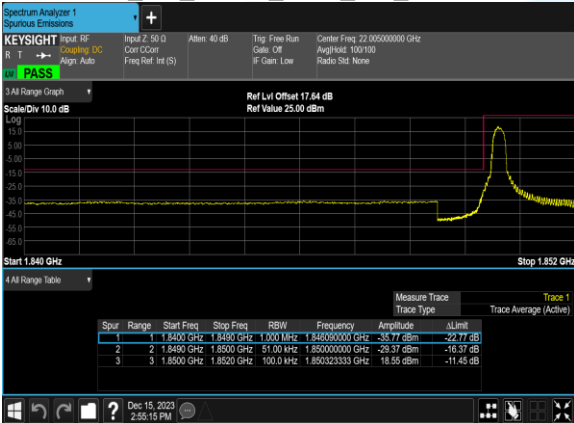 Spectrum Analyzer 1
Spurious Emissions
+
KEYSIGHT
R T
LW
PASS
Input: RF
Coupling: DC
Align: Auto
Input Z: 50 Ω
Corr CCorr
Freq Ref: Int (S)
Atten: 40 dB
Trig: Free Run
Gate: Off
IF Gain: Low
Center Freq: 22.005000000 GHz
Avg|Hold: 100/100
Radio Std: None
3 All Range Graph
Scale/Div 10.0 dB
Ref Lvl Offset 17.64 dB
Ref Value 25.00 dBm
Log
15.0
5.00
-5.00
-15.0
-25.0
-35.0
-45.0
-55.0
-65.0
Start 1.840 GHz
Stop 1.852 GHz
4 All Range Table
Measure Trace Trace 1
Trace Type Trace Average (Active)
Spur Range Start Freq Stop Freq RBW Frequency Amplitude ΔLimit
1 1 1.8400 GHz 1.8490 GHz 1.000 MHz 1.846090000 GHz -35.77 dBm -22.77 dB
2 2 1.8490 GHz 1.8500 GHz 51.00 kHz 1.850000000 GHz -29.37 dBm -16.37 dB
3 3 1.8500 GHz 1.8520 GHz 100.0 kHz 1.850323333 GHz 18.55 dBm -11.45 dB
?
Dec 15, 2023
2:55:15 PM